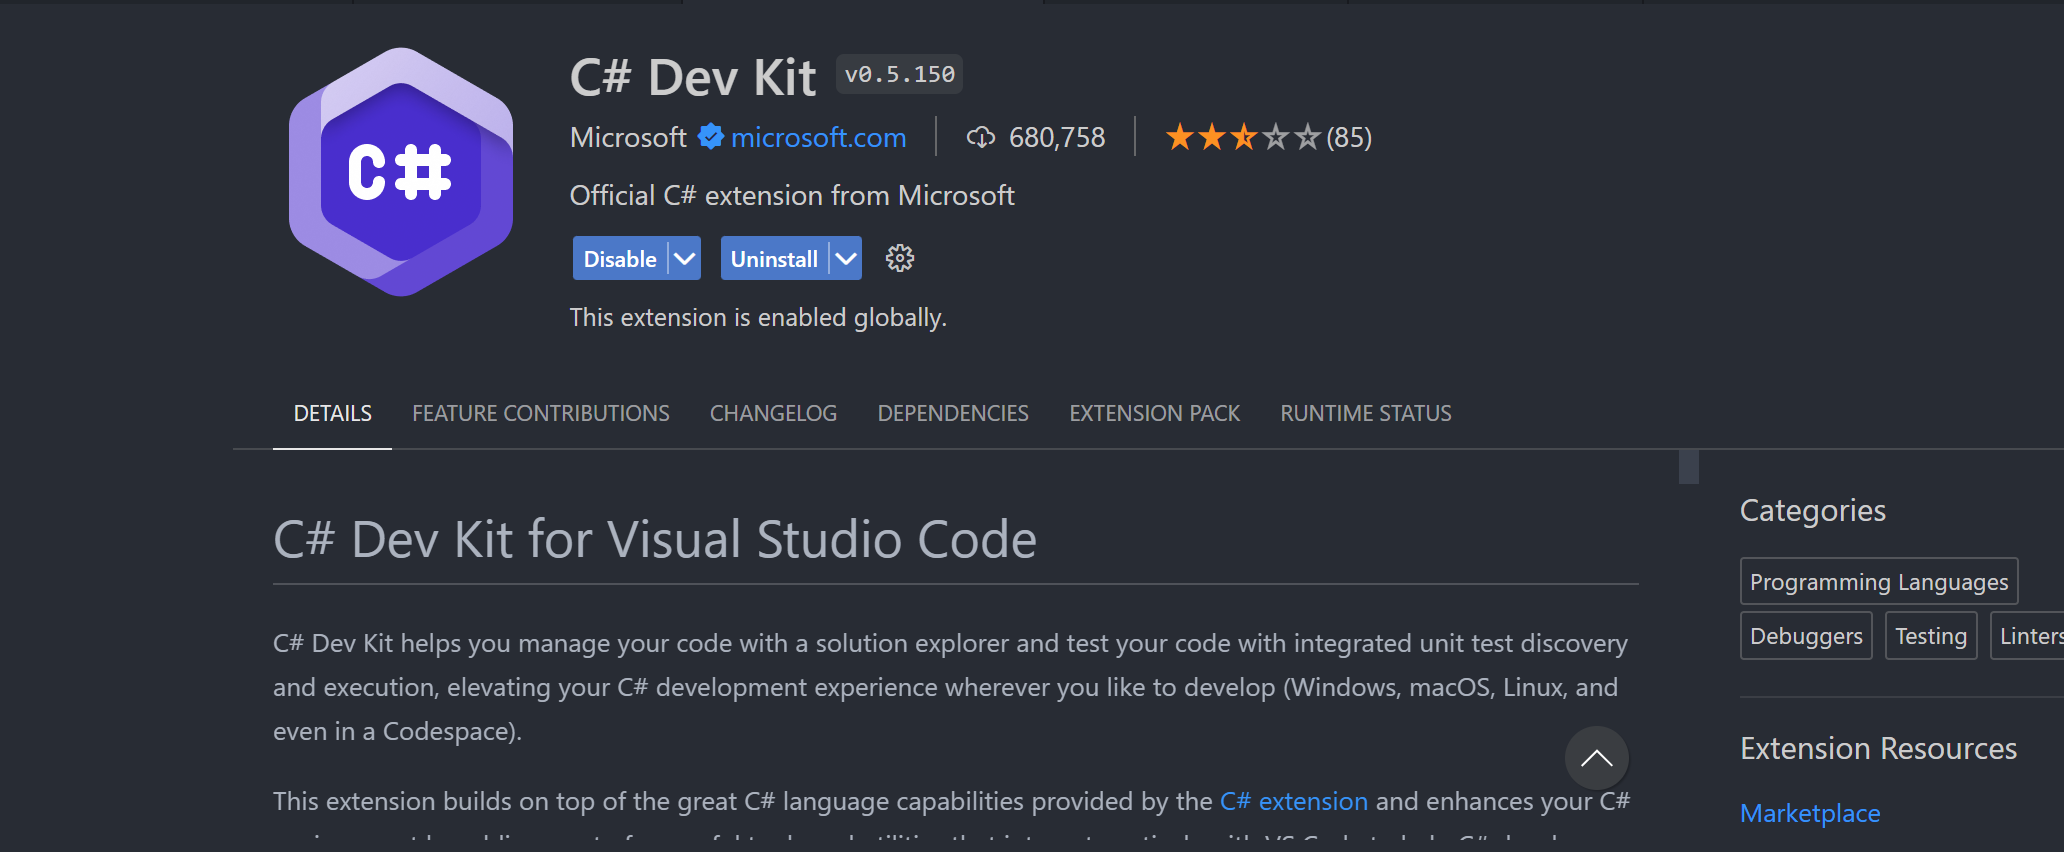 C# Dev Kit v0.5.150
Microsoft microsoft.com 680,758 (85)
Official C# extension from Microsoft
Disable Uninstall
This extension is enabled globally.
DETAILS FEATURE CONTRIBUTIONS CHANGELOG DEPENDENCIES EXTENSION PACK RUNTIME STATUS
C# Dev Kit for Visual Studio Code
C# Dev Kit helps you manage your code with a solution explorer and test your code with integrated unit test discovery
and execution, elevating your C# development experience wherever you like to develop (Windows, macOS, Linux, and
even in a Codespace).
This extension builds on top of the great C# language capabilities provided by the C# extension and enhances your C#
Categories
Programming Languages
Debuggers Testing Linters
Extension Resources
Marketplace
C#